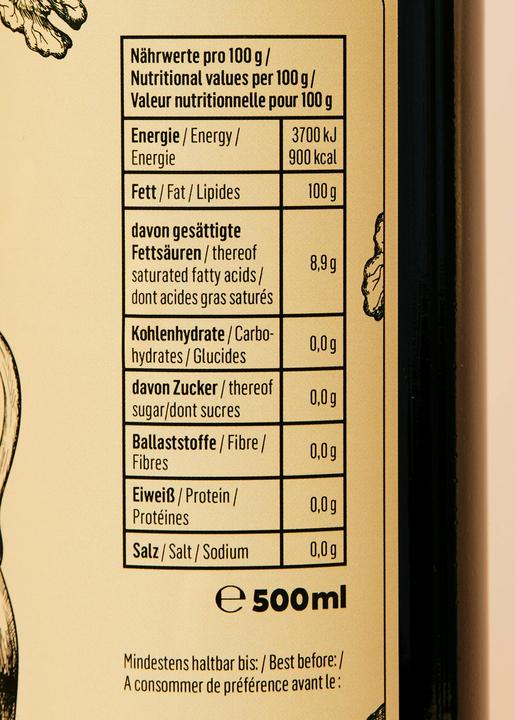 Nährwerte pro 100 g /
Nutritional values per 100 g /
Valeur nutritionnelle pour 100 g
Energie / Energy /
Energie
3700 kJ
900 kcal
Fett / Fat / Lipides
100 g
davon gesättigte
Fettsäuren / thereof
saturated fatty acids /
dont acides gras saturés
8,9 g
Kohlenhydrate / Carbo-
hydrates / Glucides
0,0 g
davon Zucker / thereof
sugar/dont sucres
0,0 g
Ballaststoffe / Fibre /
Fibres
0,0 g
Eiweiß / Protein /
Protéines
0,0 g
Salz / Salt / Sodium
0,0 g
℮ 500ml
Mindestens haltbar bis: / Best before: /
A consommer de préférence avant le :